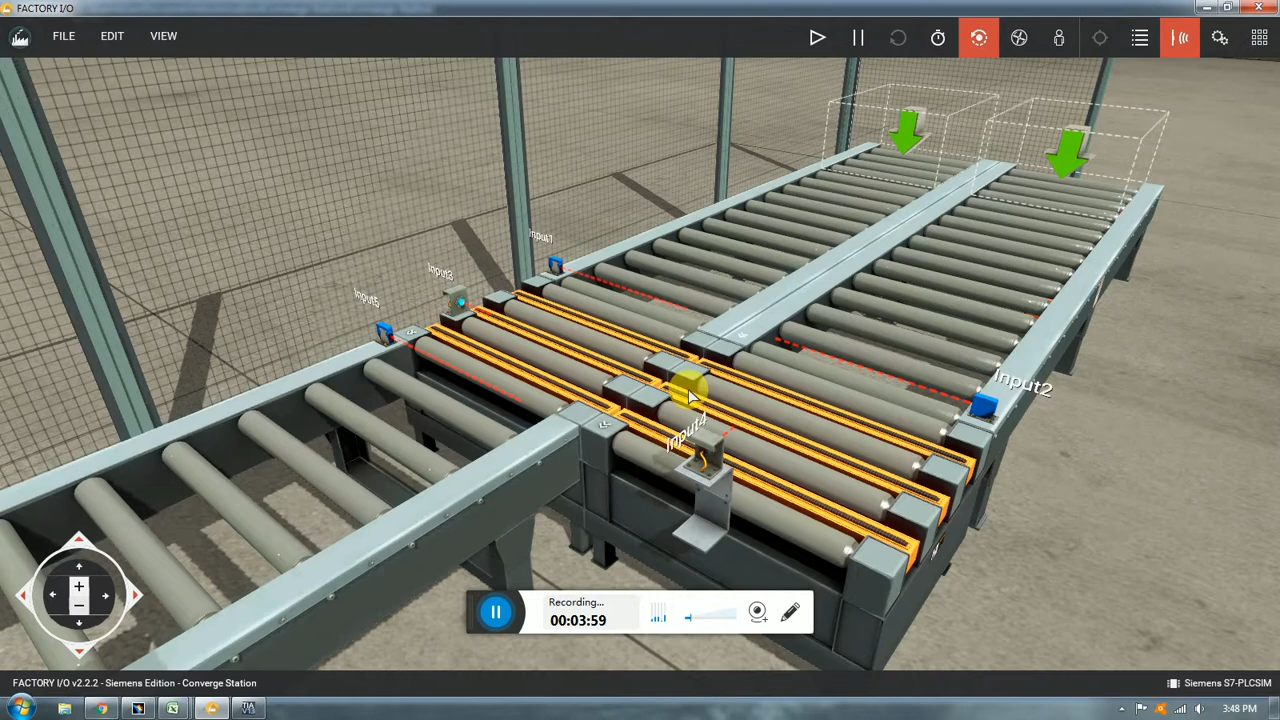 FACTORY I/O
FILE EDIT VIEW
Input1
Input3
Input5
Input2
Input4
Recording...
00:03:59
FACTORY I/O v2.2.2 - Siemens Edition - Converge Station
Siemens S7-PLCSIM
3:48 PM